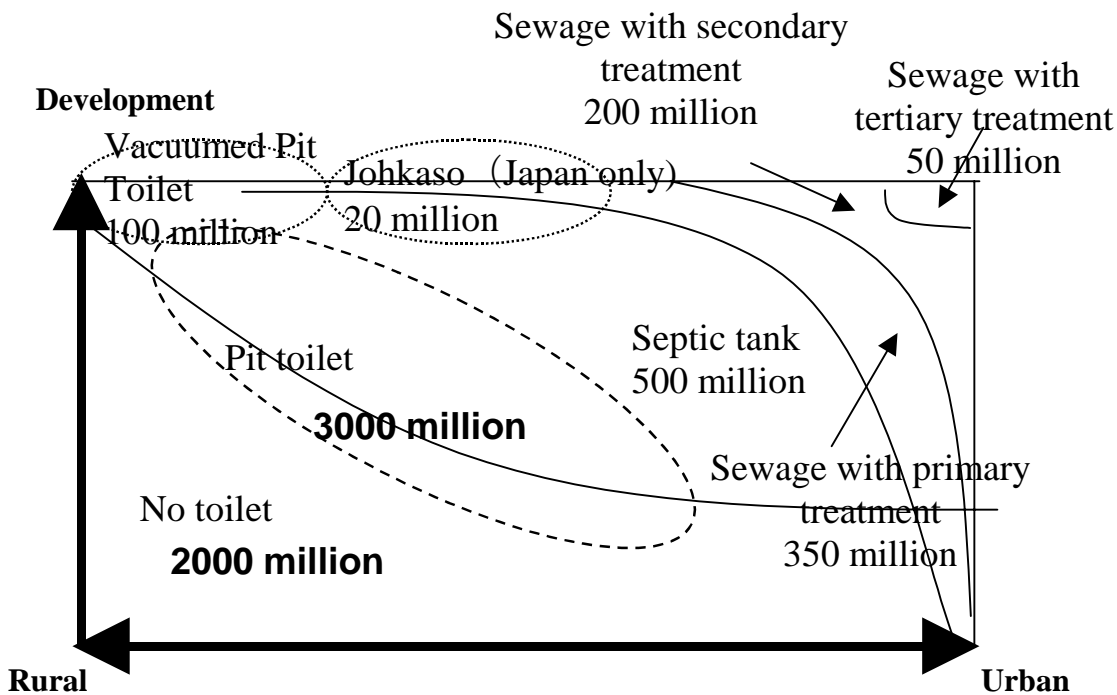 Sewage with secondary
treatment
200 million
Sewage with
tertiary treatment
50 million
Development
Vacuumed Pit
Toilet
100 million
Johkaso（Japan only)
20 million
Septic tank
500 million
Pit toilet
3000 million
Sewage with primary
treatment
350 million
No toilet
2000 million
Rural
Urban